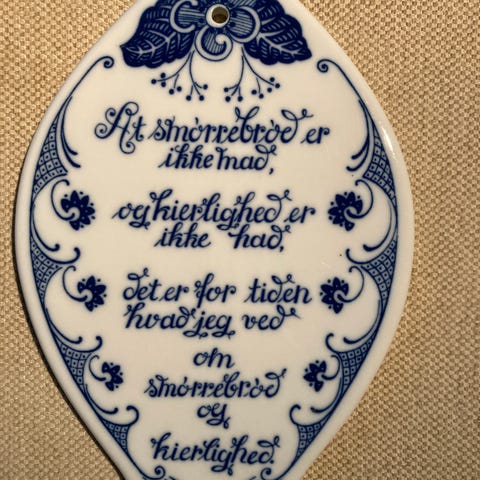 At smørrebrød er
ikke mad,
og kierlighed er
ikke had,
det er for tiden
hvad jeg ved
om
smørrebrød
og
kierlighed.